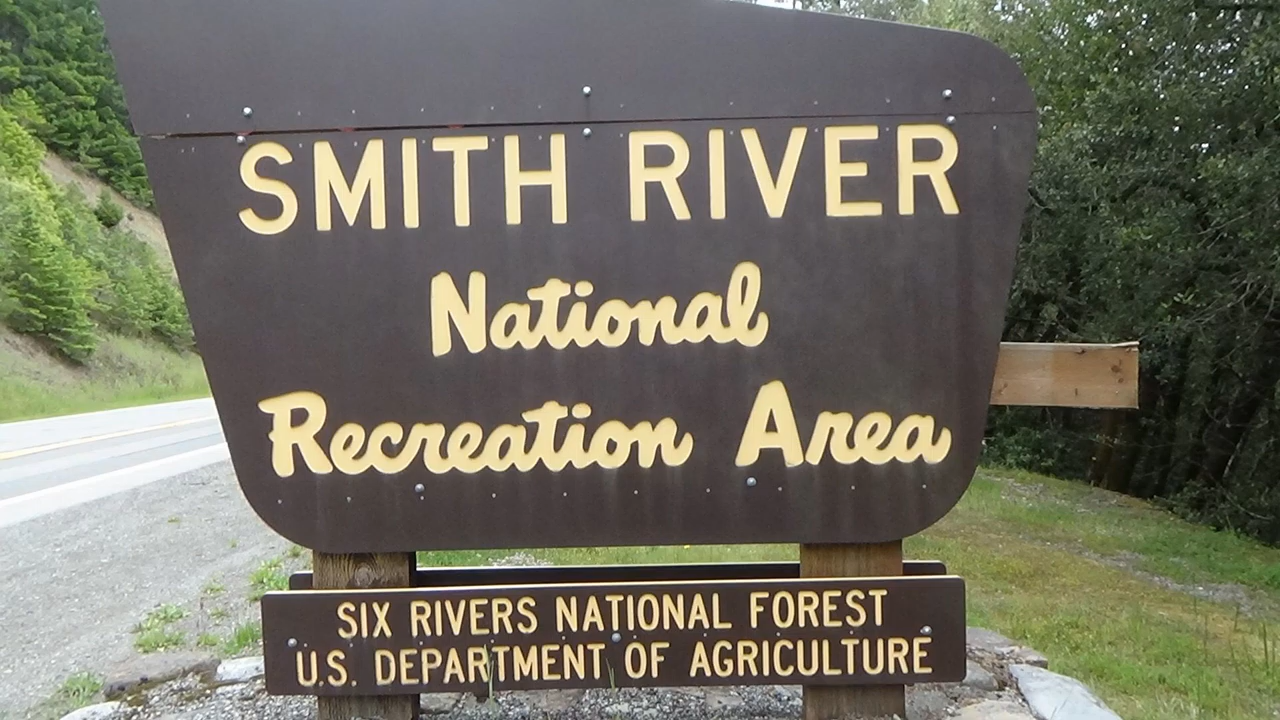 SMITH RIVER
National
Recreation Area
SIX RIVERS NATIONAL FOREST
U.S. DEPARTMENT OF AGRICULTURE